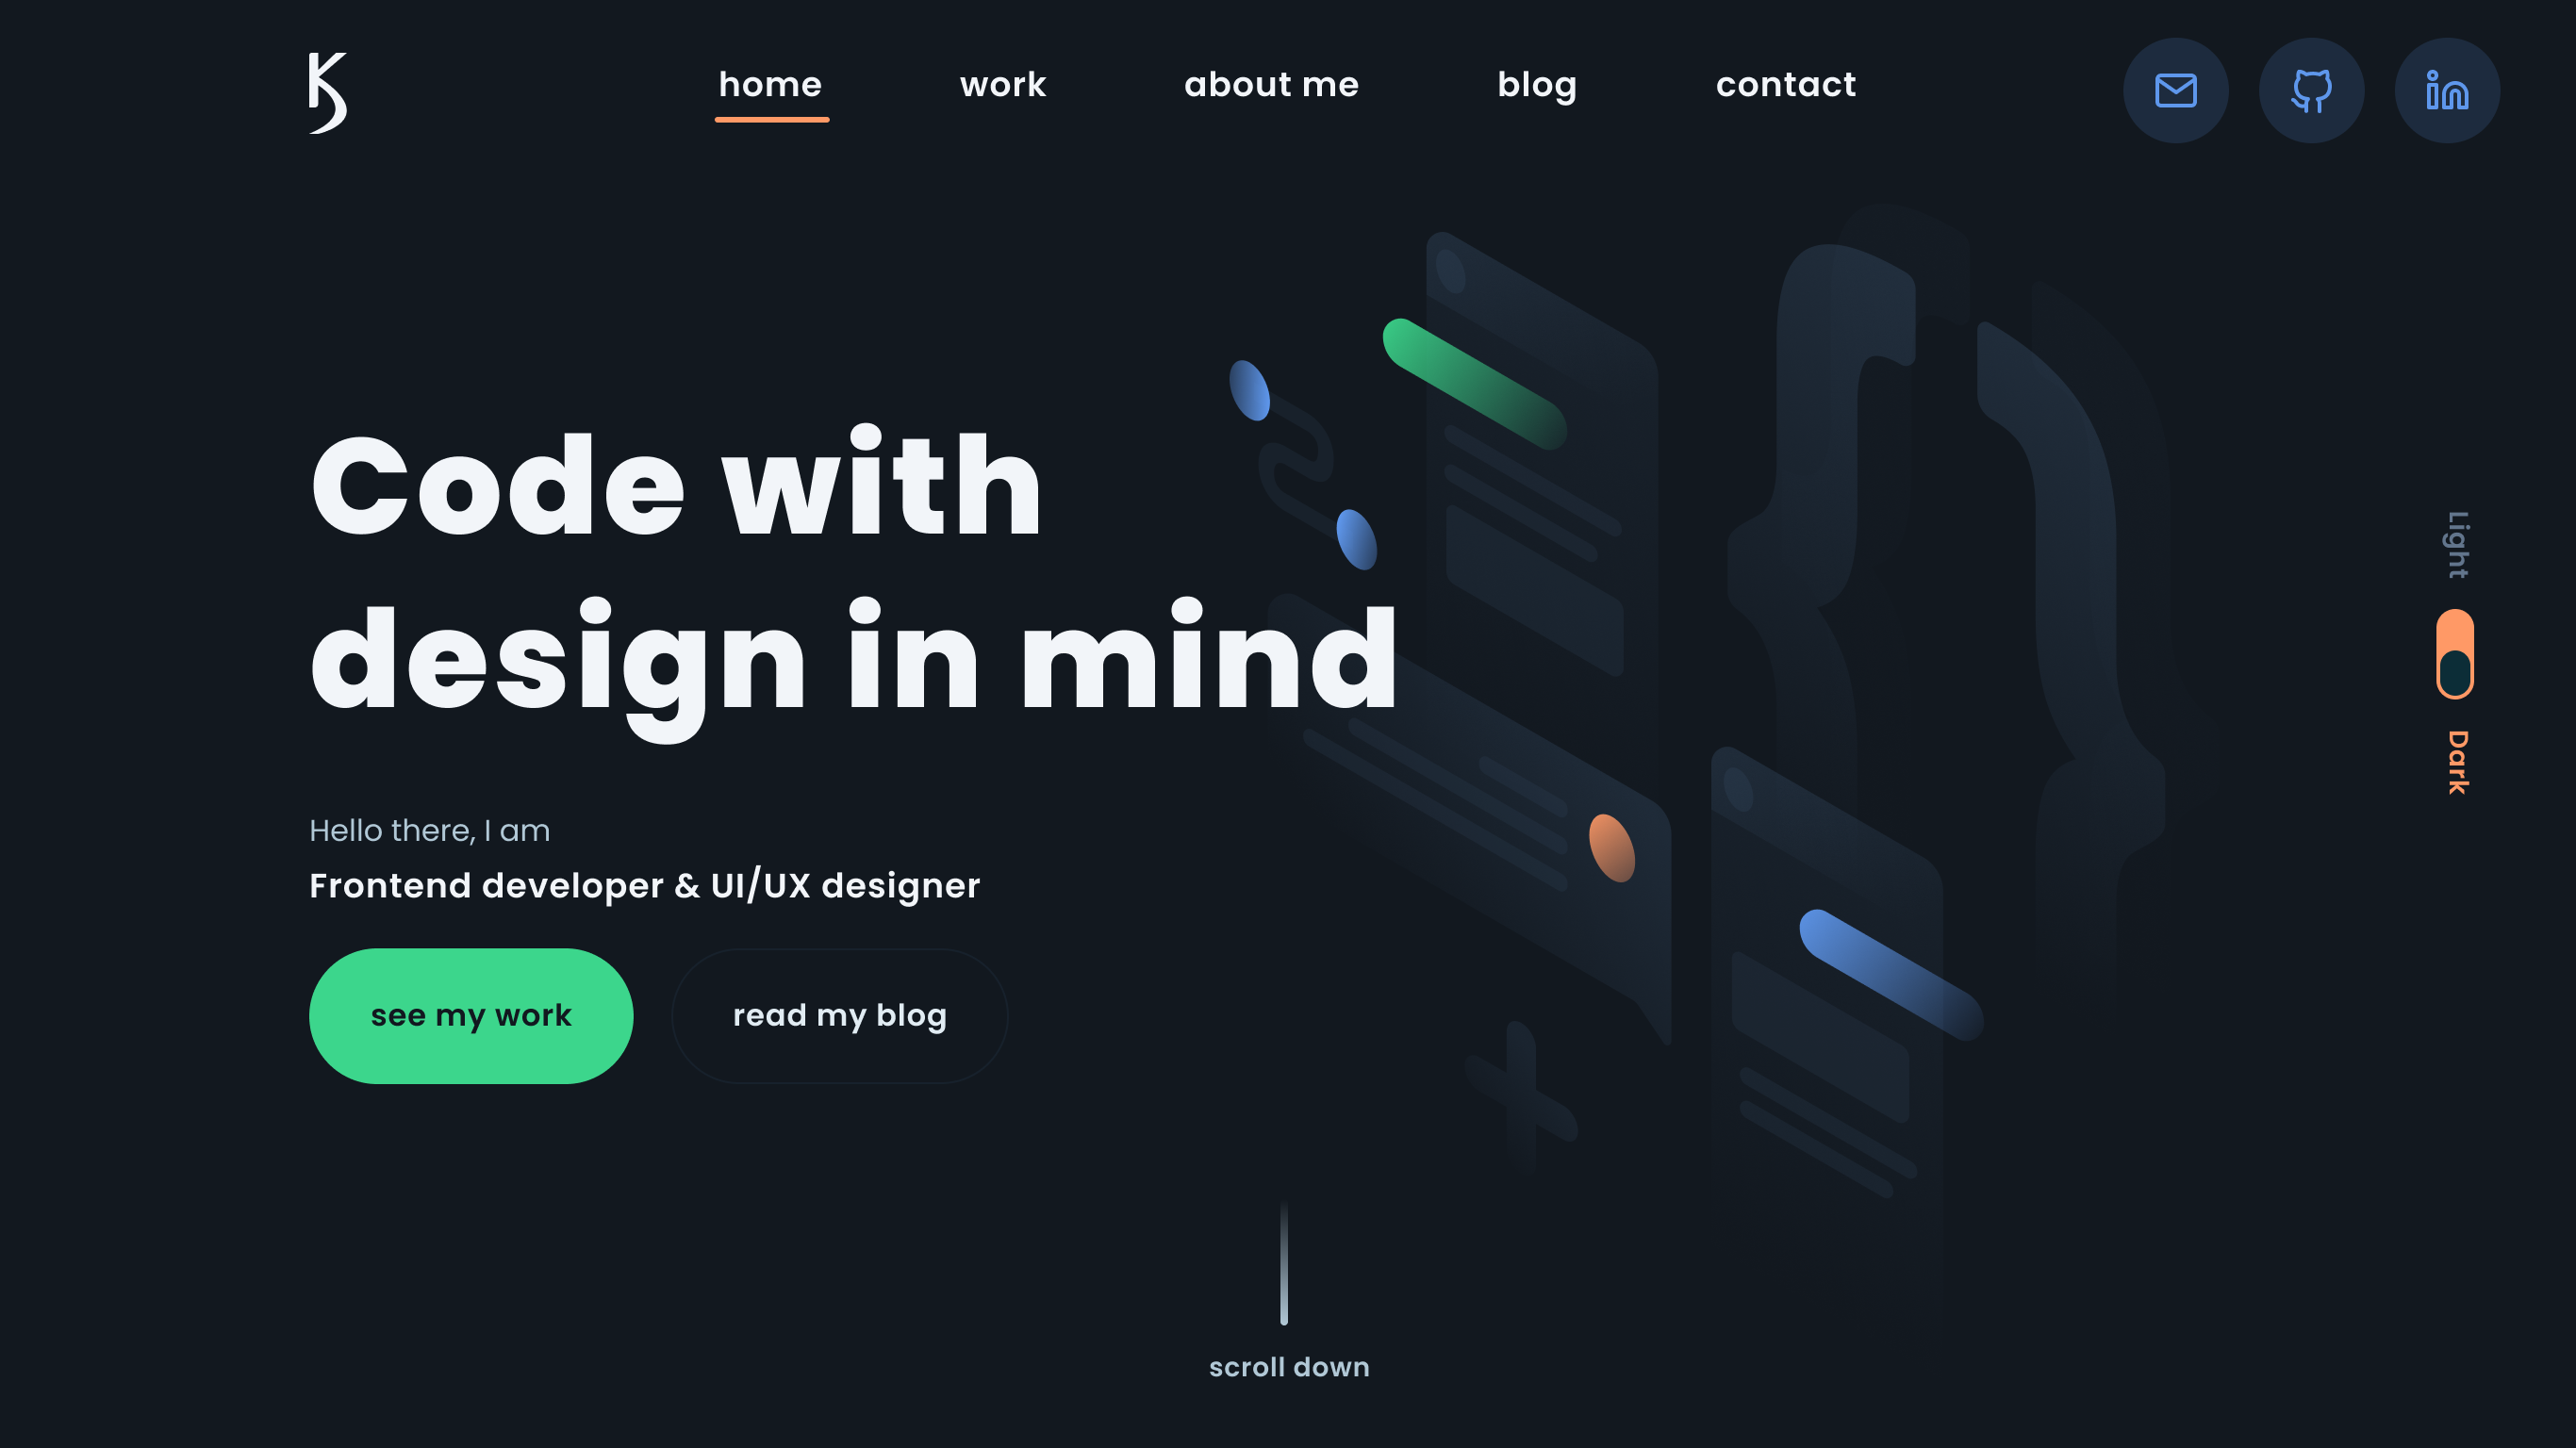 home
work
about me
blog
contact
Code with
design in mind
Hello there, I am
Frontend developer & UI/UX designer
see my work
read my blog
scroll down
Light
Dark